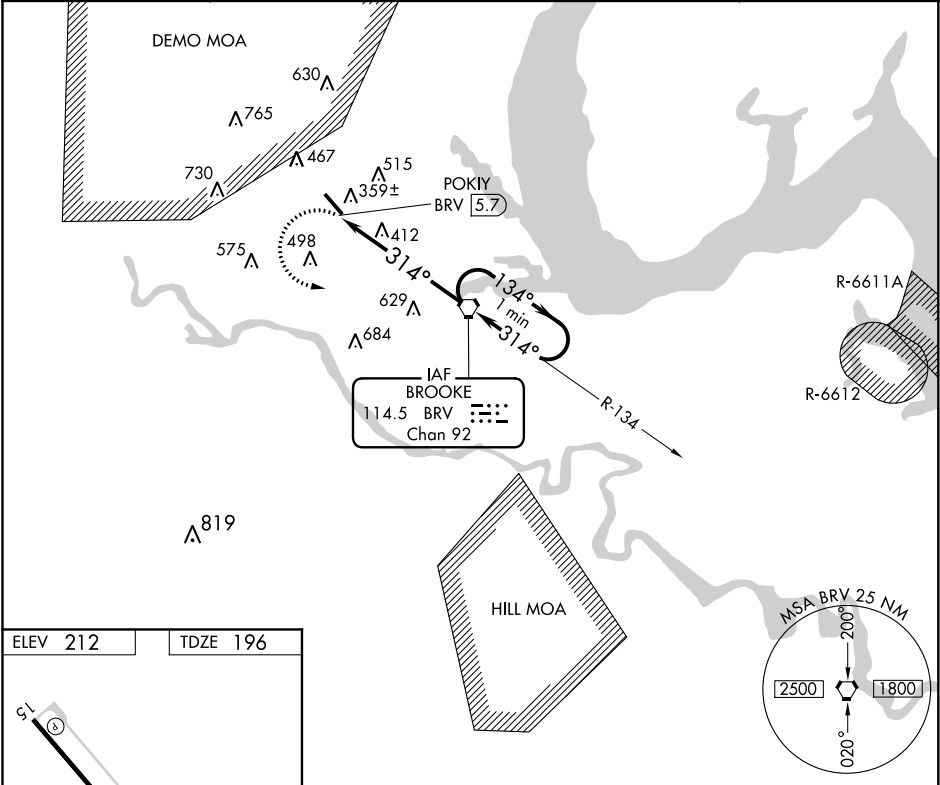 DEMO MOA
630
765
467
730
515
359±
POKIY
BRV 5.7
412
575
498
314°
134°
1 min
314°
629
684
R-6611A
R-6612
IAF
BROOKE
114.5 BRV
Chan 92
R-134
819
HILL MOA
MSA BRV 25 NM
200°
2500
1800
020°
ELEV 212
TDZE 196
15
P